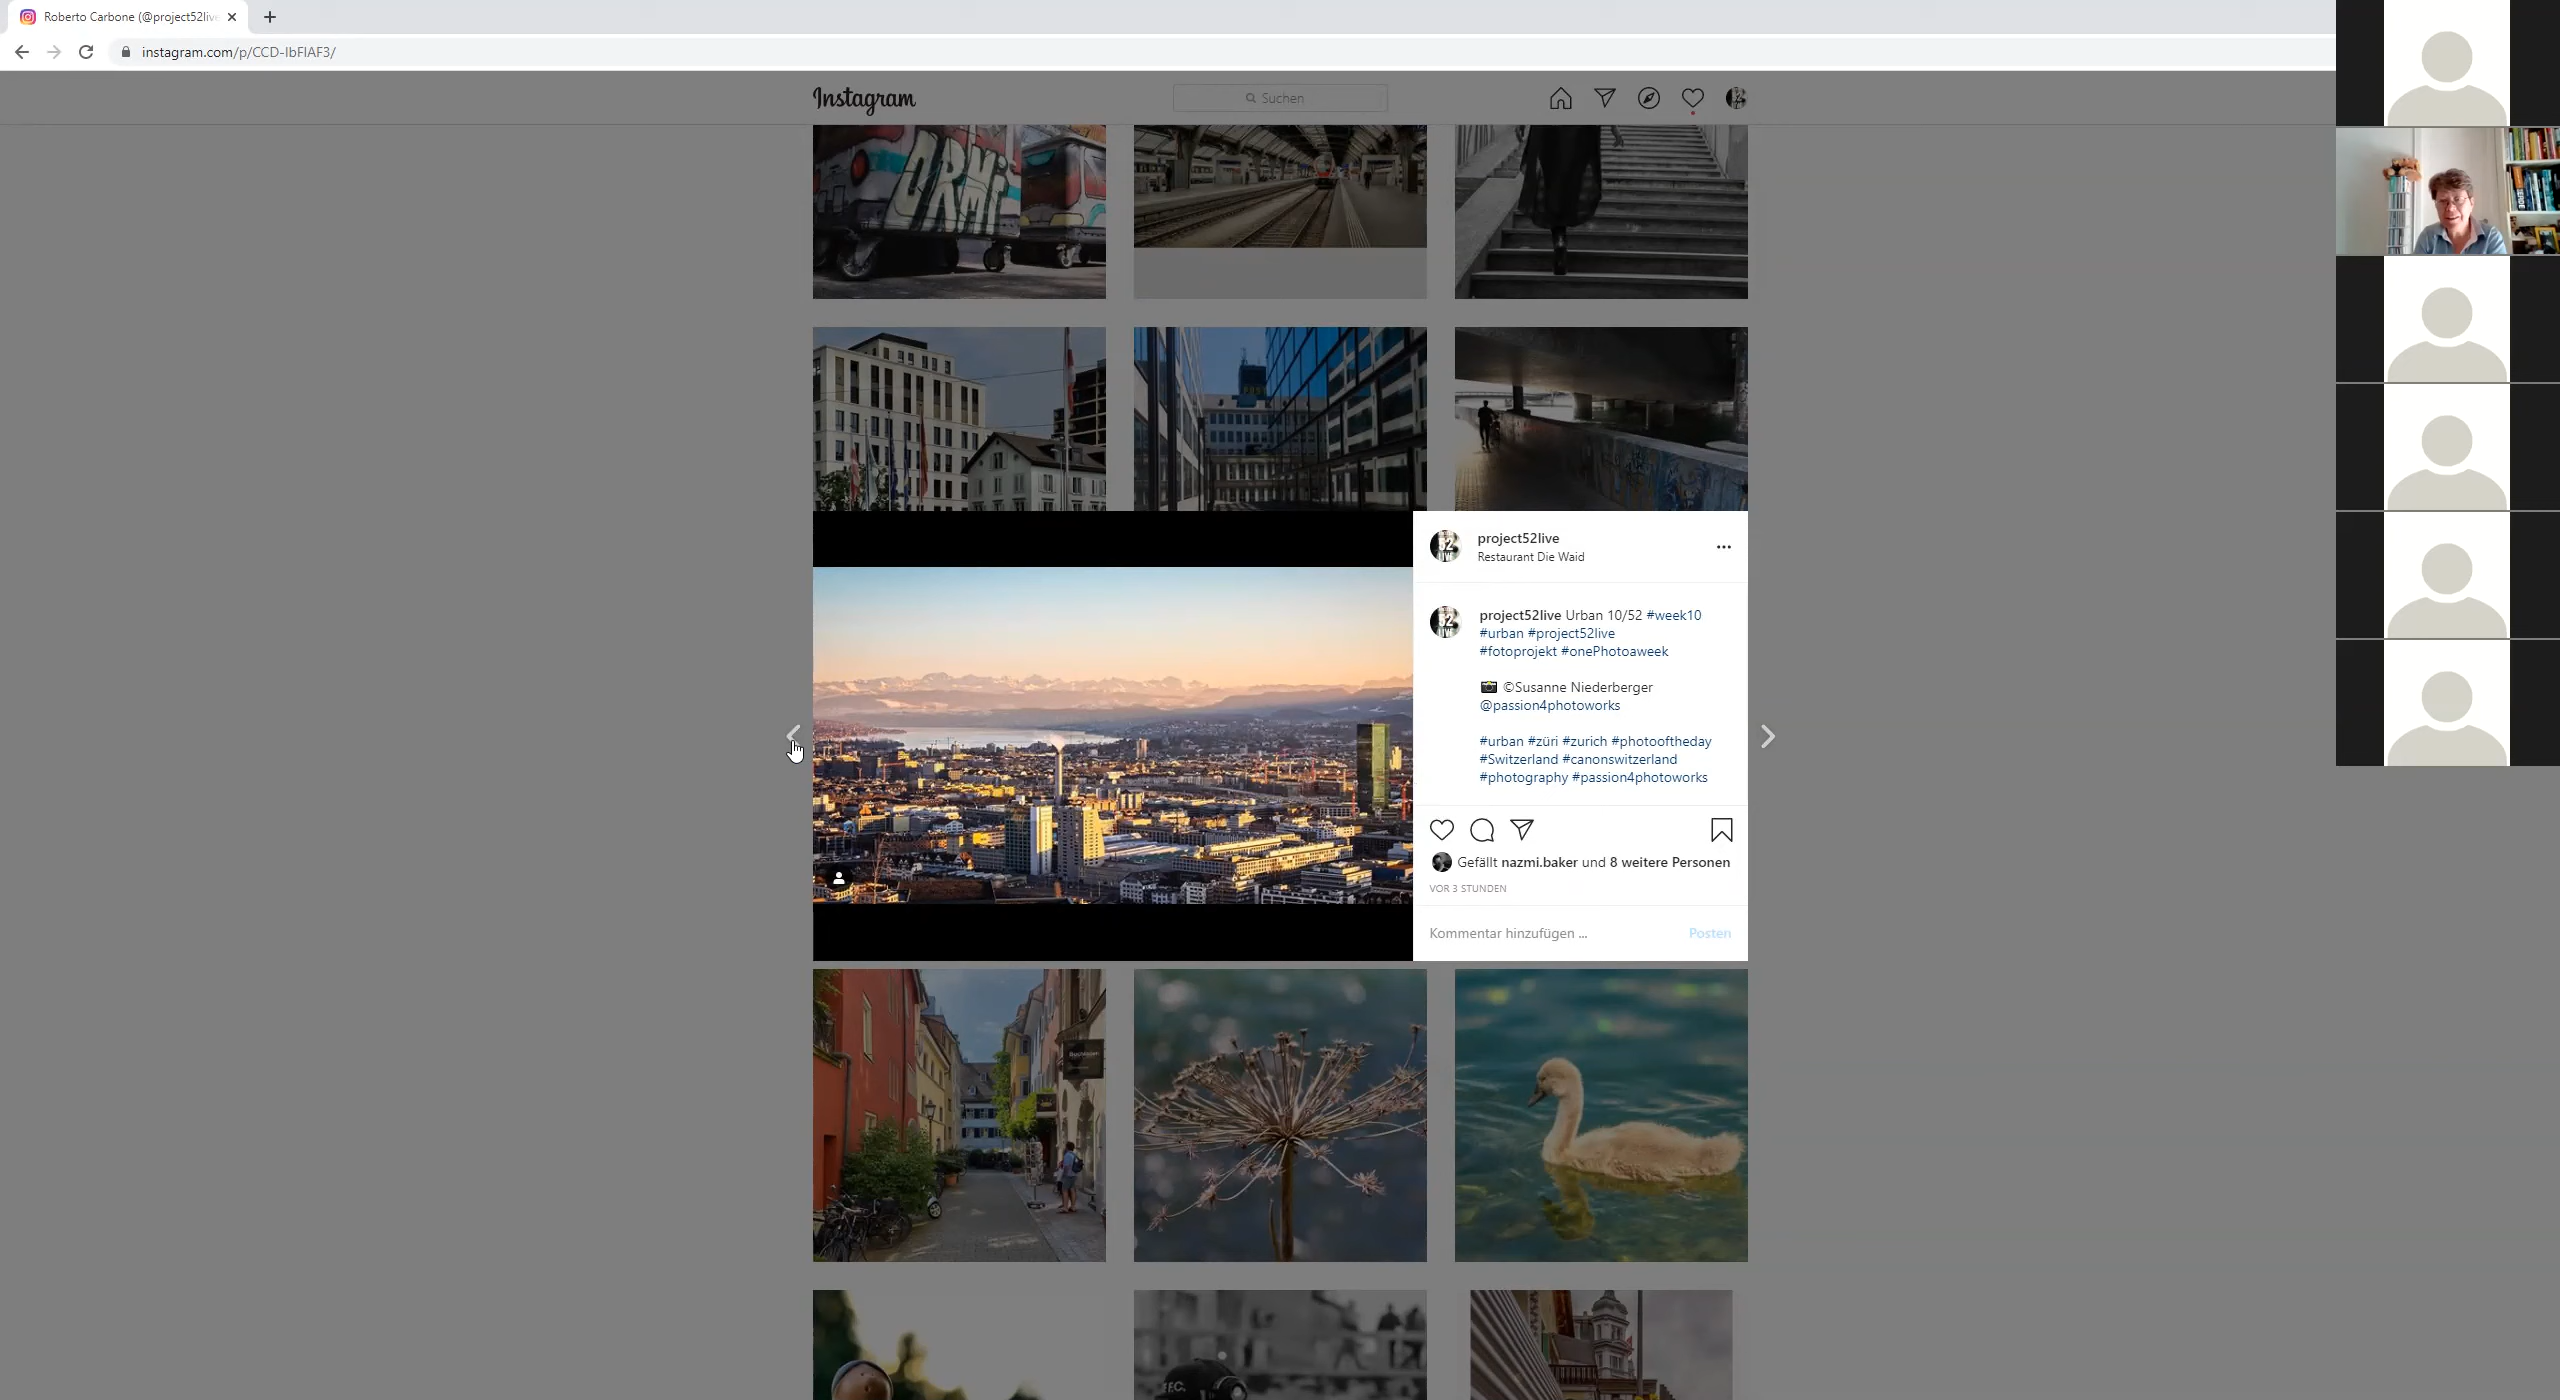 Roberto Carbone (@project52live
instagram.com/p/CCD-IbFIAF3/
Instagram
Suchen
project52live
Restaurant Die Waid
project52live Urban 10/52 #week10
#urban #project52live
#fotoprojekt #onePhotoaweek
📷 ©Susanne Niederberger
@passion4photoworks
#urban #züri #zurich #photooftheday
#Switzerland #canonswitzerland
#photography #passion4photoworks
Gefällt nazmi.baker und 8 weitere Personen
VOR 3 STUNDEN
Kommentar hinzufügen ...
Posten